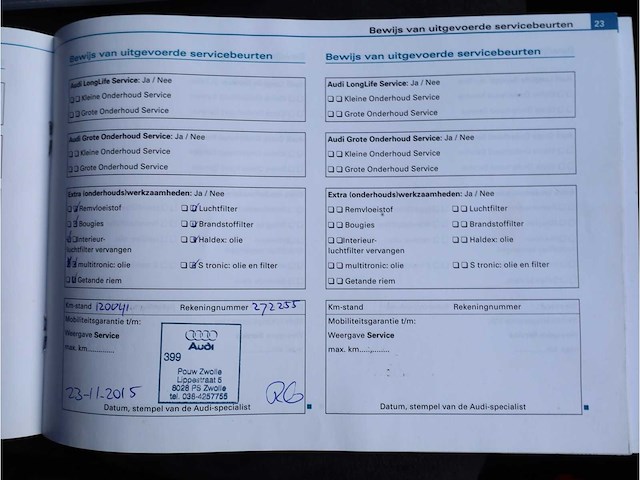 Bewijs van uitgevoerde servicebeurten 23
Bewijs van uitgevoerde servicebeurten
Audi LongLife Service: Ja / Nee
Kleine Onderhoud Service
Grote Onderhoud Service
Audi Grote Onderhoud Service: Ja / Nee
Kleine Onderhoud Service
Grote Onderhoud Service
Extra (onderhouds)werkzaamheden: Ja / Nee
Remvloeistof Luchtfilter
Bougies Brandstoffilter
Interieur- Haldex: olie
luchtfilter vervangen
multitronic: olie S tronic: olie en filter
Getande riem
Km-stand 120041 Rekeningnummer 272255
Mobiliteitsgarantie t/m:
Weergave Service
max. km...........
Audi
399
Pouw Zwolle
Lippestraat 5
8028 PS Zwolle
tel. 038-4257755
23-11-2015
RG
Datum, stempel van de Audi-specialist
Bewijs van uitgevoerde servicebeurten
Audi LongLife Service: Ja / Nee
Kleine Onderhoud Service
Grote Onderhoud Service
Audi Grote Onderhoud Service: Ja / Nee
Kleine Onderhoud Service
Grote Onderhoud Service
Extra (onderhouds)werkzaamheden: Ja / Nee
Remvloeistof Luchtfilter
Bougies Brandstoffilter
Interieur- Haldex: olie
luchtfilter vervangen
multitronic: olie S tronic: olie en filter
Getande riem
Km-stand Rekeningnummer
Mobiliteitsgarantie t/m:
Weergave Service
max. km...........
Datum, stempel van de Audi-specialist